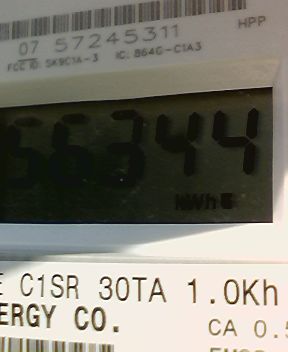 HPP
07 57245311
FCC ID: SK9C1A-3 IC: 864G-C1A3
56344
KWh
E C1SR 30TA 1.0Kh
ERGY CO.
CA 0.5